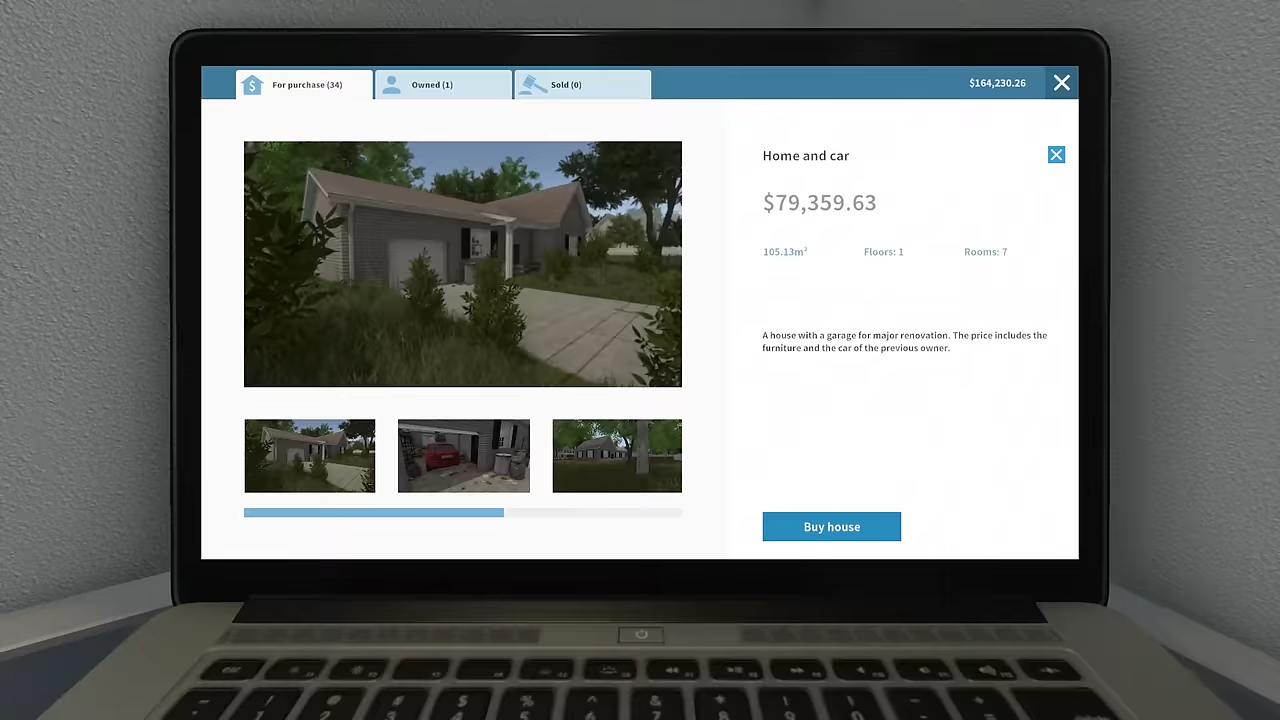 For purchase (34)
Owned (1)
Sold (0)
$164,230.26
Home and car
$79,359.63
105.13m²
Floors: 1
Rooms: 7
A house with a garage for major renovation. The price includes the
furniture and the car of the previous owner.
Buy house